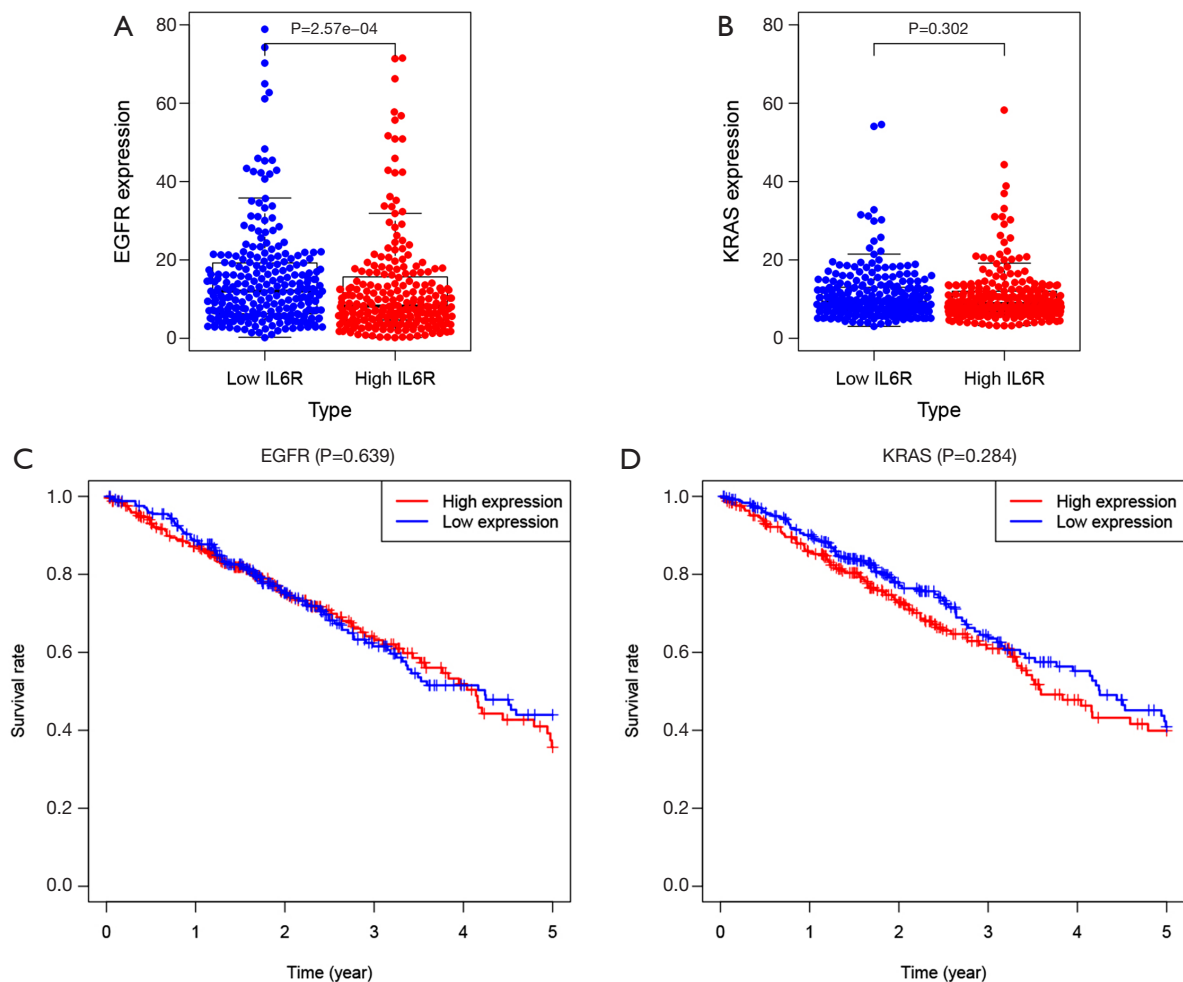 A
P=2.57e−04
EGFR expression
80
60
40
20
0
Low IL6R
High IL6R
Type
B
P=0.302
KRAS expression
80
60
40
20
0
Low IL6R
High IL6R
Type
C
EGFR (P=0.639)
High expression
Low expression
Survival rate
1.0
0.8
0.6
0.4
0.2
0.0
0 1 2 3 4 5
Time (year)
D
KRAS (P=0.284)
High expression
Low expression
Survival rate
1.0
0.8
0.6
0.4
0.2
0.0
0 1 2 3 4 5
Time (year)